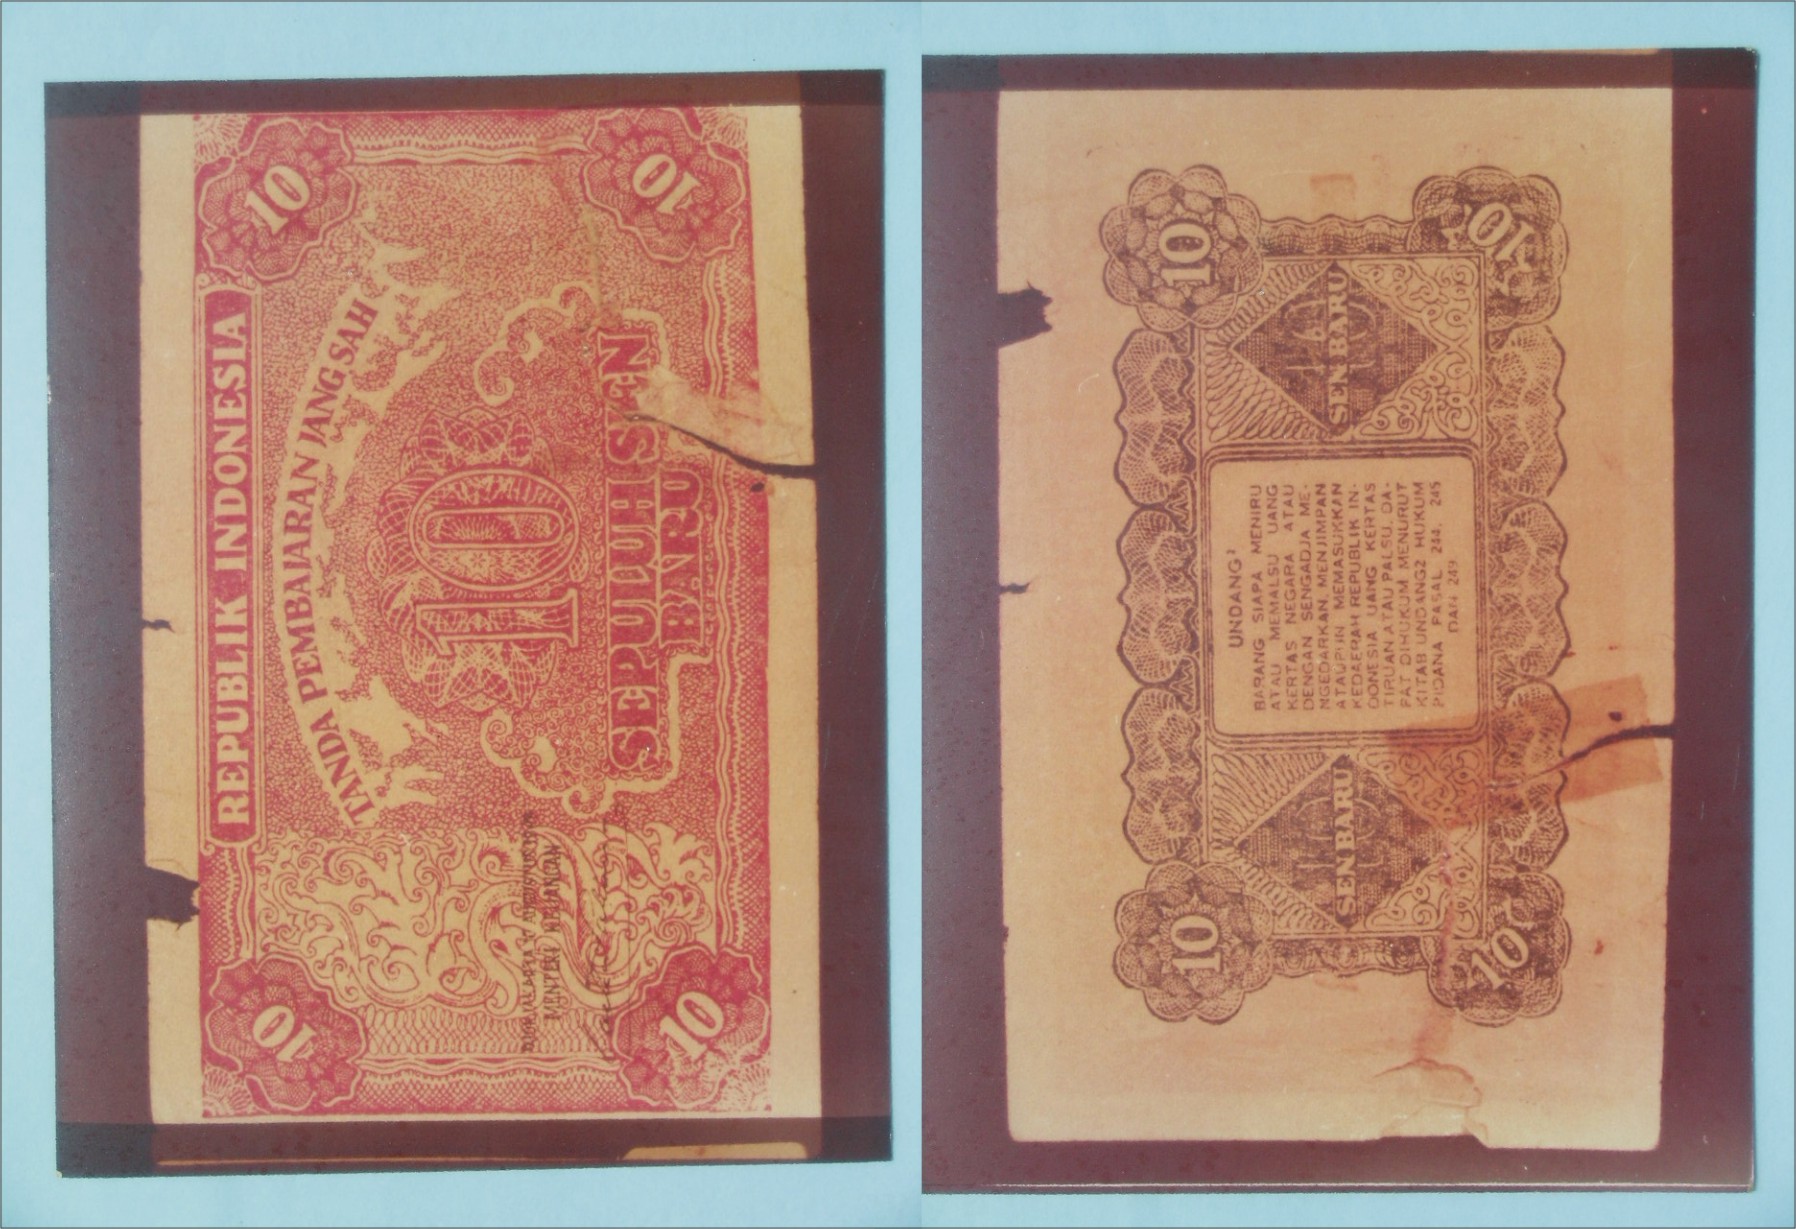 10
10
REPUBLIK INDONESIA
TANDA PEMBAJARAN JANG SAH
10
SEPULUH SEN
BARU
DJOKJAKARTA
MENTERI KEUANGAN
10
10
10
10
SEN BARU
10
SEN BARU
10
UNDANG²
BARANG SIAPA MENIRU
ATAU MEMALSU UANG
KERTAS NEGARA ATAU
DENGAN SENGADJA ME-
NGEDARKAN, MENJIMPAN
ATAUPUN MEMASUKKAN
KEDAERAH REPUBLIK IN-
DONESIA UANG KERTAS
TIRUAN ATAU PALSU, DA-
PAT DIHUKUM MENURUT
KITAB UNDANG2 HUKUM
PIDANA PASAL 244, 245
DAN 249
10
10